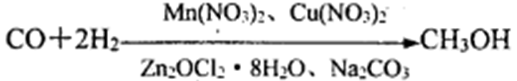 Mn(NO₃)₂、Cu(NO₃)₂
CO+2H₂ ⟶ CH₃OH
Zn₂OCl₂·8H₂O、Na₂CO₃